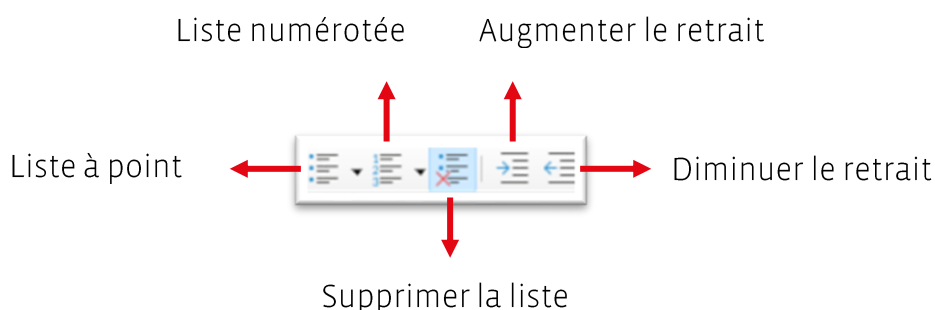 Liste numérotée
Augmenter le retrait
Liste à point
Diminuer le retrait
Supprimer la liste